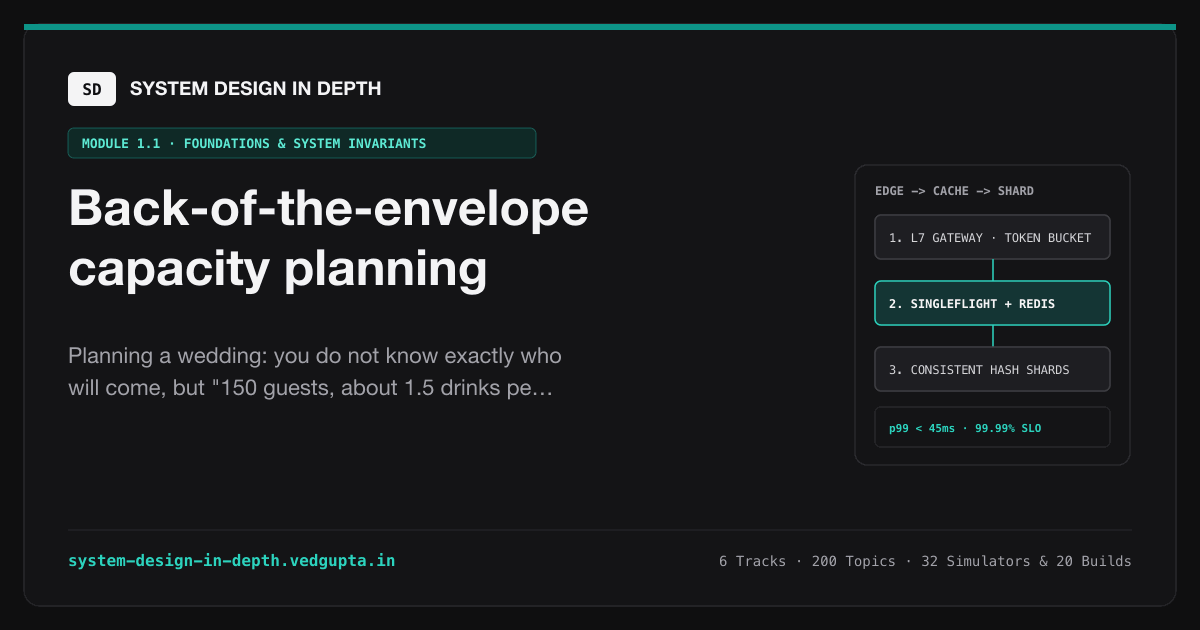 SD
SYSTEM DESIGN IN DEPTH
MODULE 1.1 · FOUNDATIONS & SYSTEM INVARIANTS
Back-of-the-envelope
capacity planning
Planning a wedding: you do not know exactly who
will come, but "150 guests, about 1.5 drinks pe…
EDGE —> CACHE —> SHARD
1. L7 GATEWAY · TOKEN BUCKET
2. SINGLEFLIGHT + REDIS
3. CONSISTENT HASH SHARDS
p99 < 45ms · 99.99% SLO
system-design-in-depth.vedgupta.in
6 Tracks · 200 Topics · 32 Simulators & 20 Builds